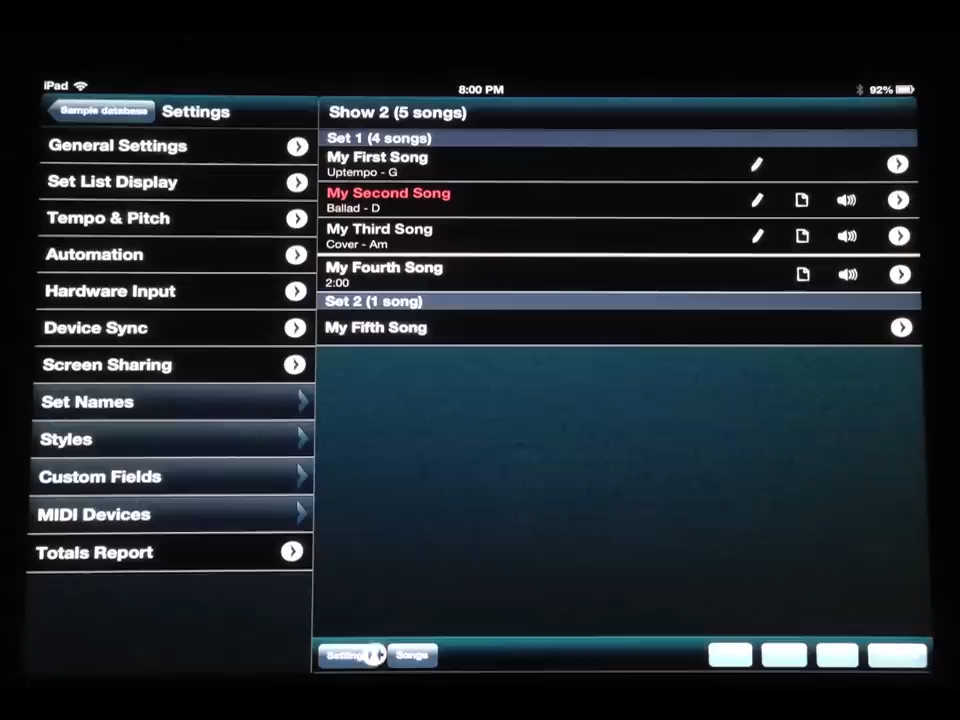 iPad
8:00 PM
92%
Sample database
Settings
General Settings
Set List Display
Tempo & Pitch
Automation
Hardware Input
Device Sync
Screen Sharing
Set Names
Styles
Custom Fields
MIDI Devices
Totals Report
Show 2 (5 songs)
Set 1 (4 songs)
My First Song
Uptempo - G
My Second Song
Ballad - D
My Third Song
Cover - Am
My Fourth Song
2:00
Set 2 (1 song)
My Fifth Song
Songs